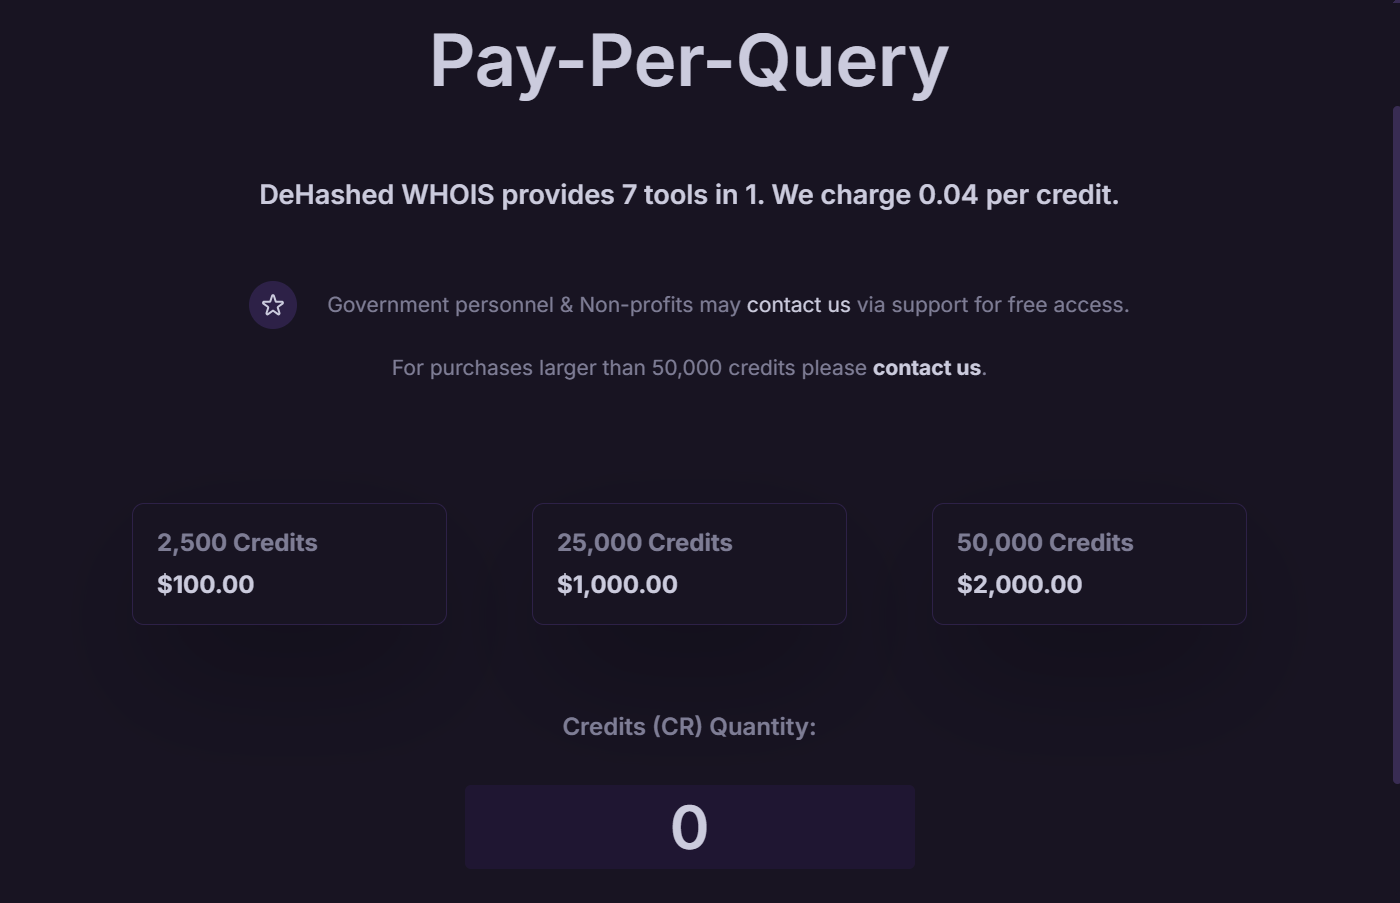 Pay-Per-Query
DeHashed WHOIS provides 7 tools in 1. We charge 0.04 per credit.
Government personnel & Non-profits may contact us via support for free access.
For purchases larger than 50,000 credits please contact us.
2,500 Credits
$100.00
25,000 Credits
$1,000.00
50,000 Credits
$2,000.00
Credits (CR) Quantity:
0